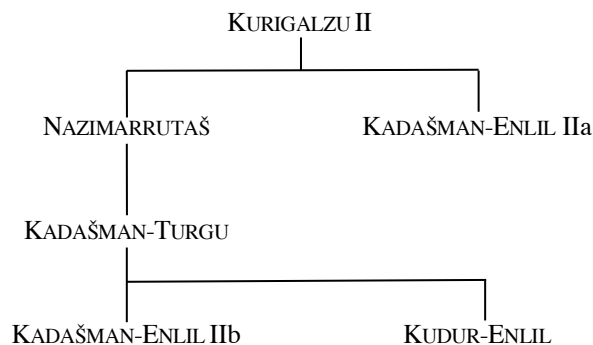 KURIGALZU II
NAZIMARRUTAŠ KADAŠMAN-ENLIL IIa
KADAŠMAN-TURGU
KADAŠMAN-ENLIL IIb KUDUR-ENLIL